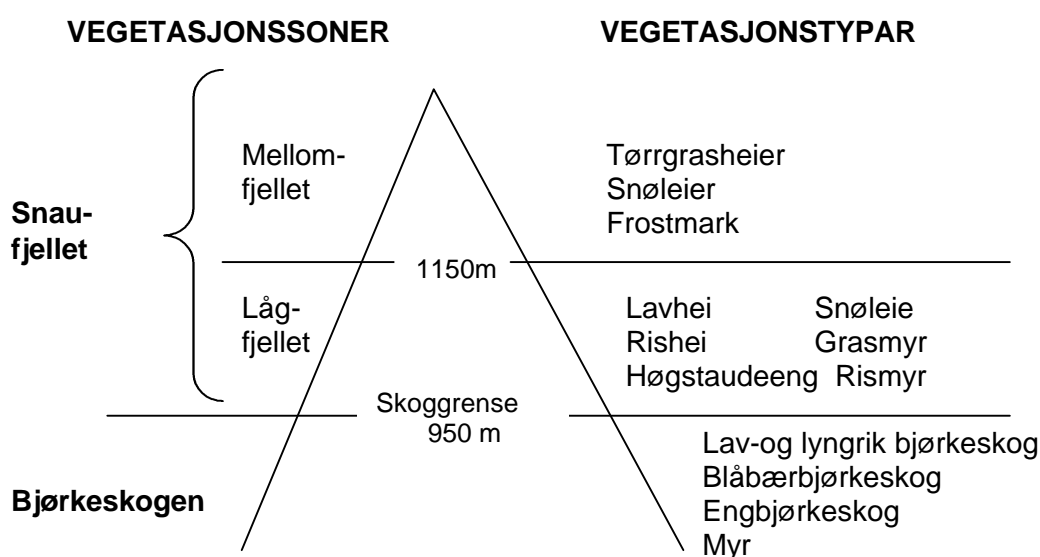 VEGETASJONSSONER VEGETASJONSTYPAR
Mellom-
fjellet
Tørrgrasheier
Snøleier
Frostmark
Snau-
fjellet
1150m
Låg-
fjellet
Lavhei Snøleie
Rishei Grasmyr
Høgstaudeeng Rismyr
Skoggrense
950 m
Bjørkeskogen
Lav-og lyngrik bjørkeskog
Blåbærbjørkeskog
Engbjørkeskog
Myr